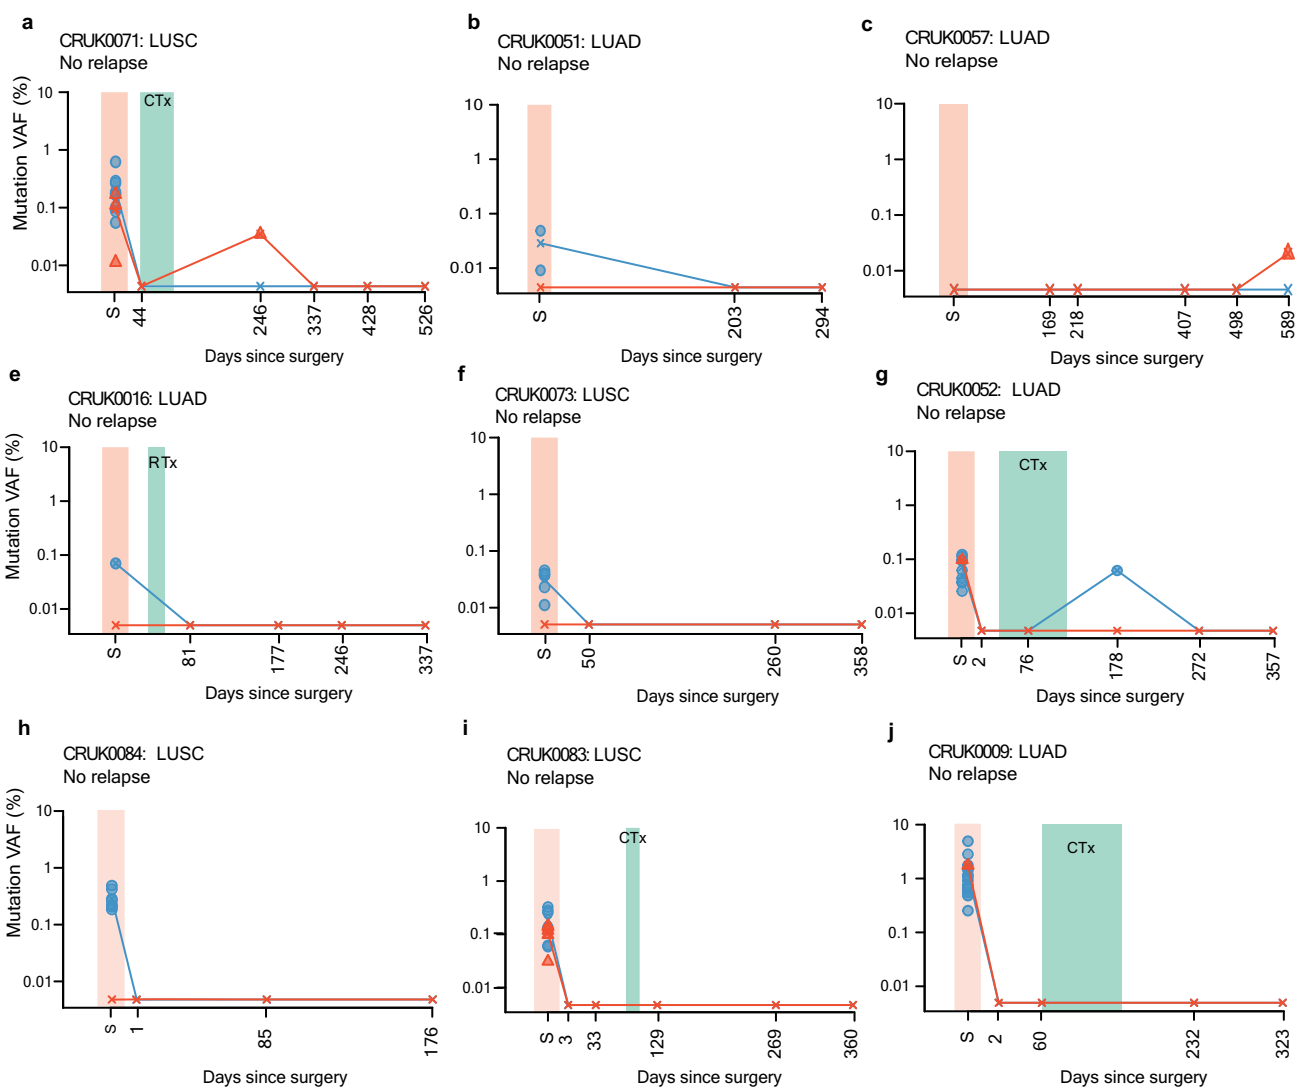 a
CRUK0071: LUSC
No relapse
Mutation VAF (%)
10
1
0.1
0.01
CTx
S
44
246
337
428
526
Days since surgery
b
CRUK0051: LUAD
No relapse
10
1
0.1
0.01
S
203
294
Days since surgery
c
CRUK0057: LUAD
No relapse
10
1
0.1
0.01
S
169
218
407
498
589
Days since surgery
e
CRUK0016: LUAD
No relapse
Mutation VAF (%)
10
1
0.1
0.01
RTx
S
81
177
246
337
Days since surgery
f
CRUK0073: LUSC
No relapse
10
1
0.1
0.01
S
50
260
358
Days since surgery
g
CRUK0052: LUAD
No relapse
10
1
0.1
0.01
CTx
S
2
76
178
272
357
Days since surgery
h
CRUK0084: LUSC
No relapse
Mutation VAF (%)
10
1
0.1
0.01
S
1
85
176
Days since surgery
i
CRUK0083: LUSC
No relapse
10
1
0.1
0.01
CTx
S
3
33
129
269
360
Days since surgery
j
CRUK0009: LUAD
No relapse
10
1
0.1
0.01
CTx
S
2
60
232
323
Days since surgery